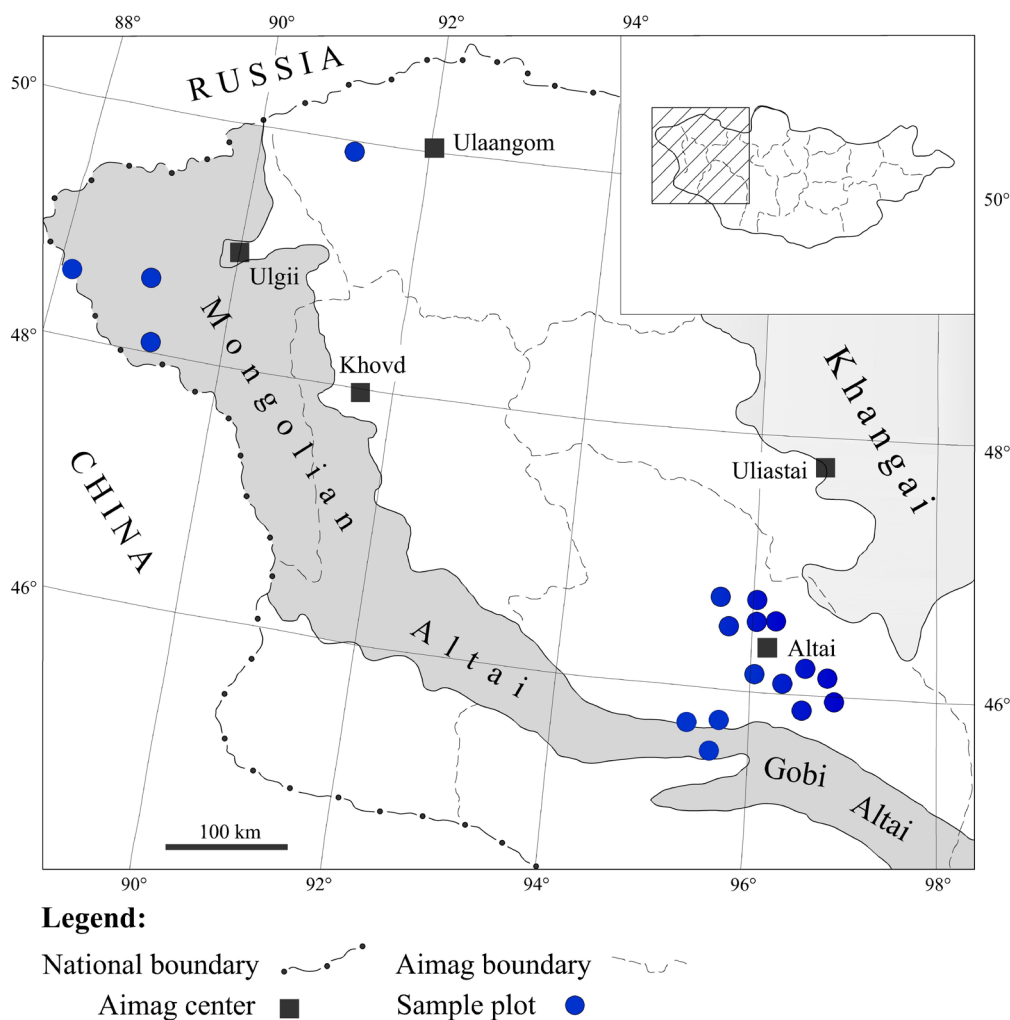 88° 90° 92° 94°
RUSSIA
50°
Ulaangom
50°
Ulgii
48°
Khovd
Mongolian
Khangai
48°
Uliastai
CHINA
46°
Altai
Altai
46°
Gobi
Altai
100 km
90° 92° 94° 96° 98°
Legend:
National boundary Aimag boundary
Aimag center Sample plot